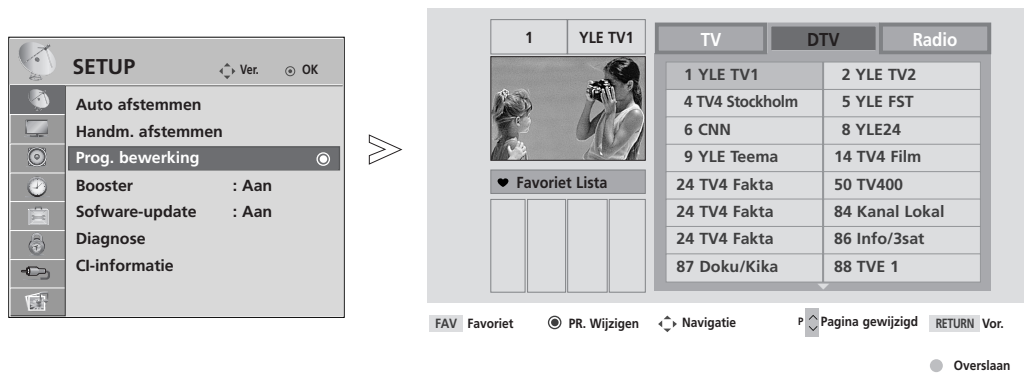 SETUP Ver. OK
Auto afstemmen
Handm. afstemmen
Prog. bewerking
Booster : Aan
Sofware-update : Aan
Diagnose
CI-informatie
1 YLE TV1
Favoriet Lista
TV DTV Radio
1 YLE TV1 2 YLE TV2
4 TV4 Stockholm 5 YLE FST
6 CNN 8 YLE24
9 YLE Teema 14 TV4 Film
24 TV4 Fakta 50 TV400
24 TV4 Fakta 84 Kanal Lokal
24 TV4 Fakta 86 Info/3sat
87 Doku/Kika 88 TVE 1
FAV Favoriet PR. Wijzigen Navigatie P Pagina gewijzigd RETURN Vor.
Overslaan